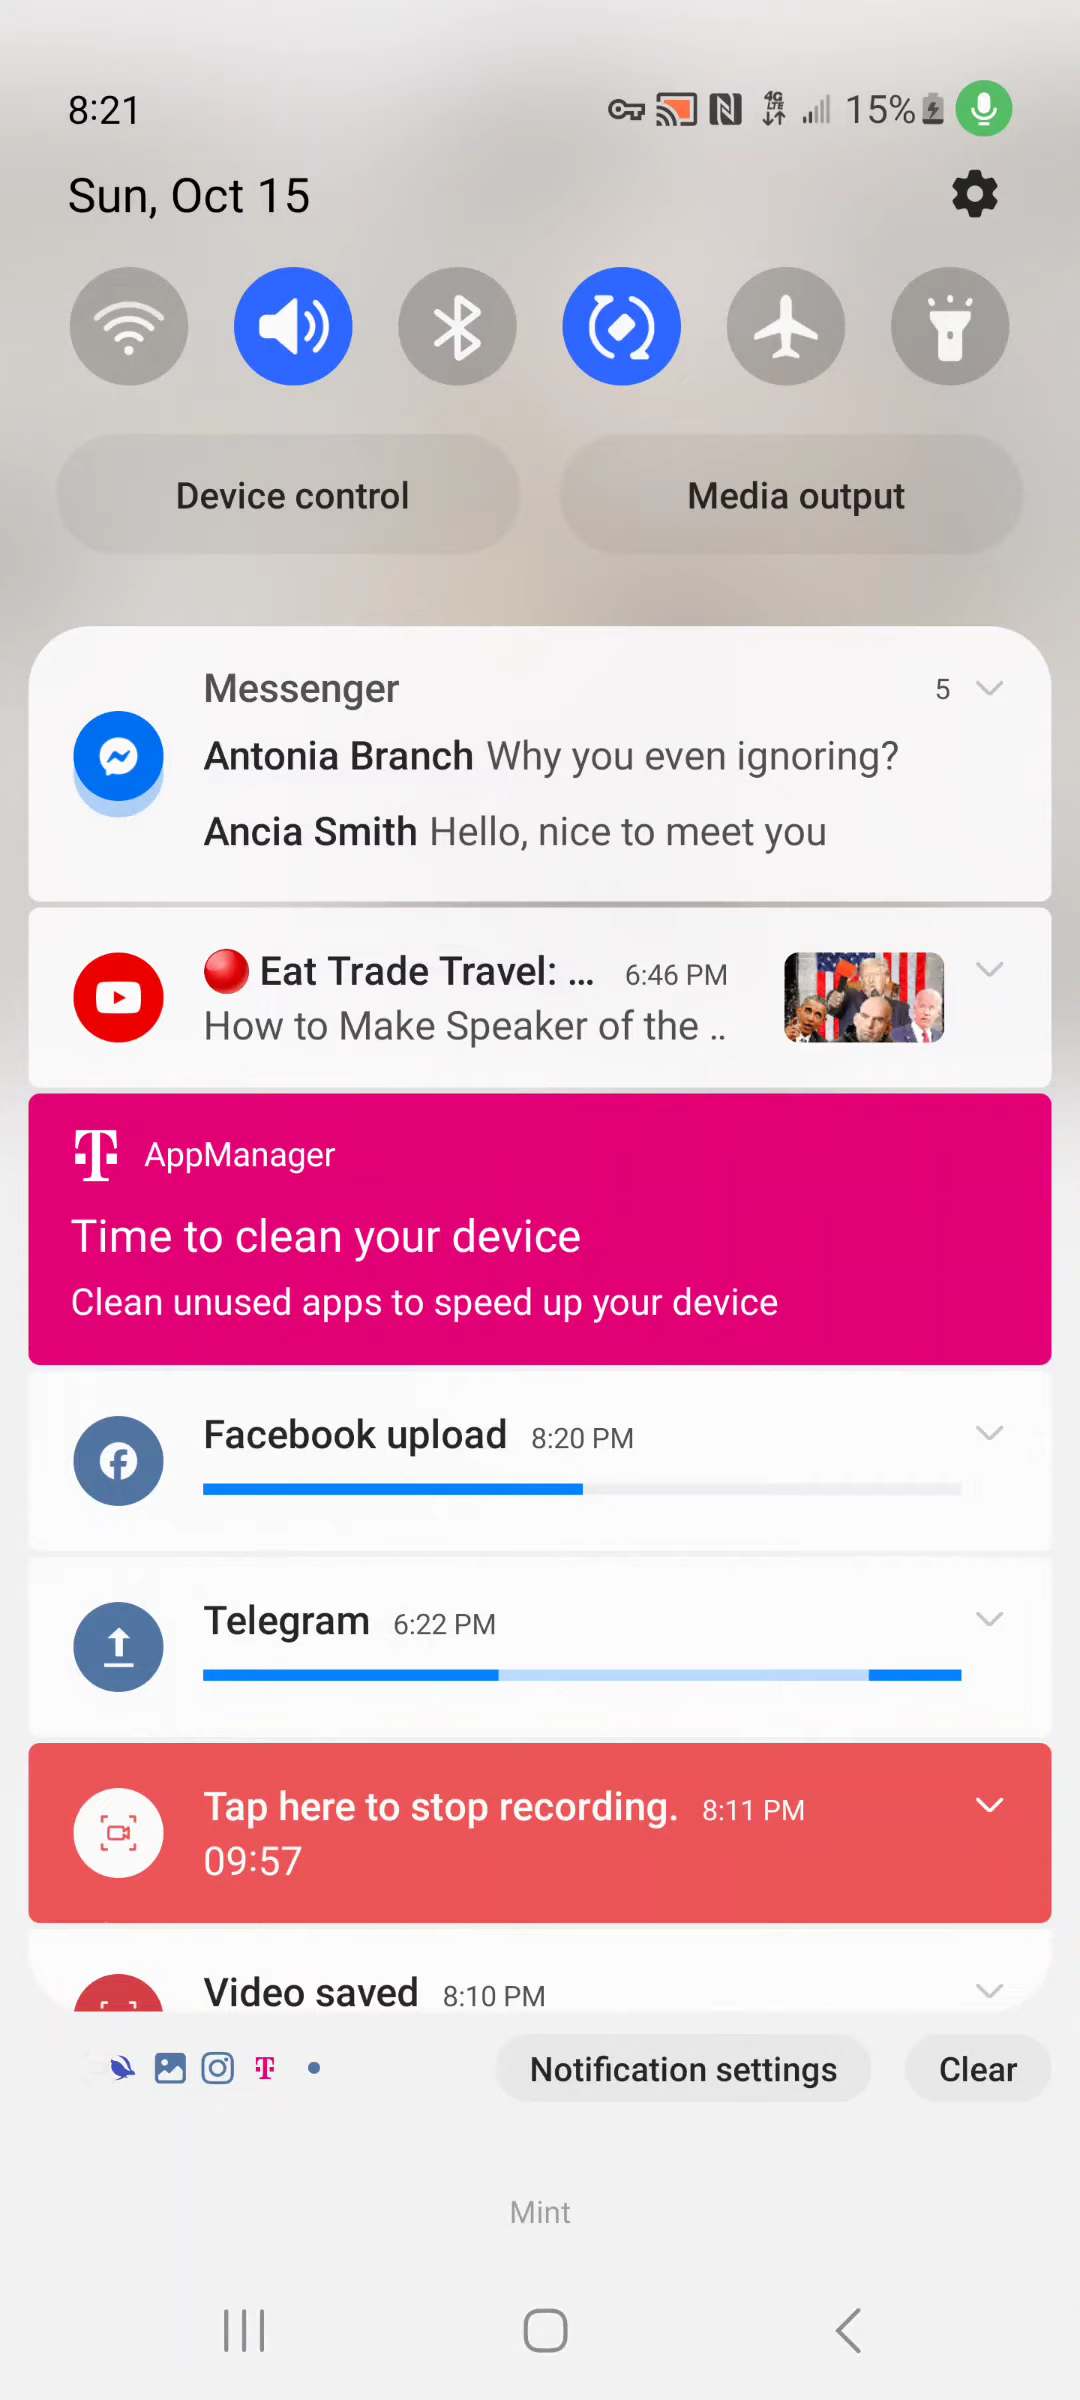 8:21
4G LTE 15%
Sun, Oct 15
Device control
Media output
Messenger 5
Antonia Branch Why you even ignoring?
Ancia Smith Hello, nice to meet you
Eat Trade Travel: ... 6:46 PM
How to Make Speaker of the ..
T AppManager
Time to clean your device
Clean unused apps to speed up your device
Facebook upload 8:20 PM
Telegram 6:22 PM
Tap here to stop recording. 8:11 PM
09:57
Video saved 8:10 PM
T Notification settings Clear
Mint